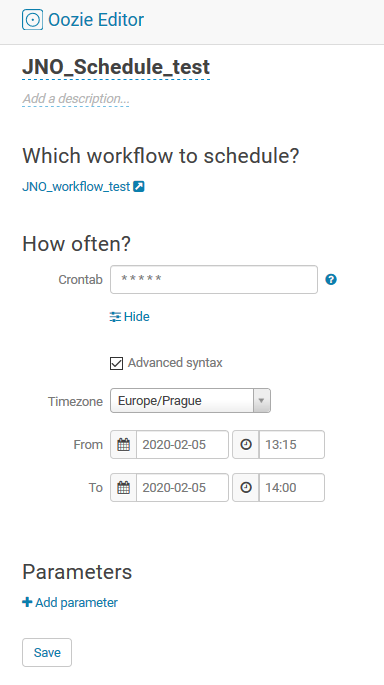 Oozie Editor
JNO_Schedule_test
Add a description...
Which workflow to schedule?
JNO_workflow_test
How often?
Crontab * * * * *
Hide
Advanced syntax
Timezone Europe/Prague
From 2020-02-05 13:15
To 2020-02-05 14:00
Parameters
+ Add parameter
Save